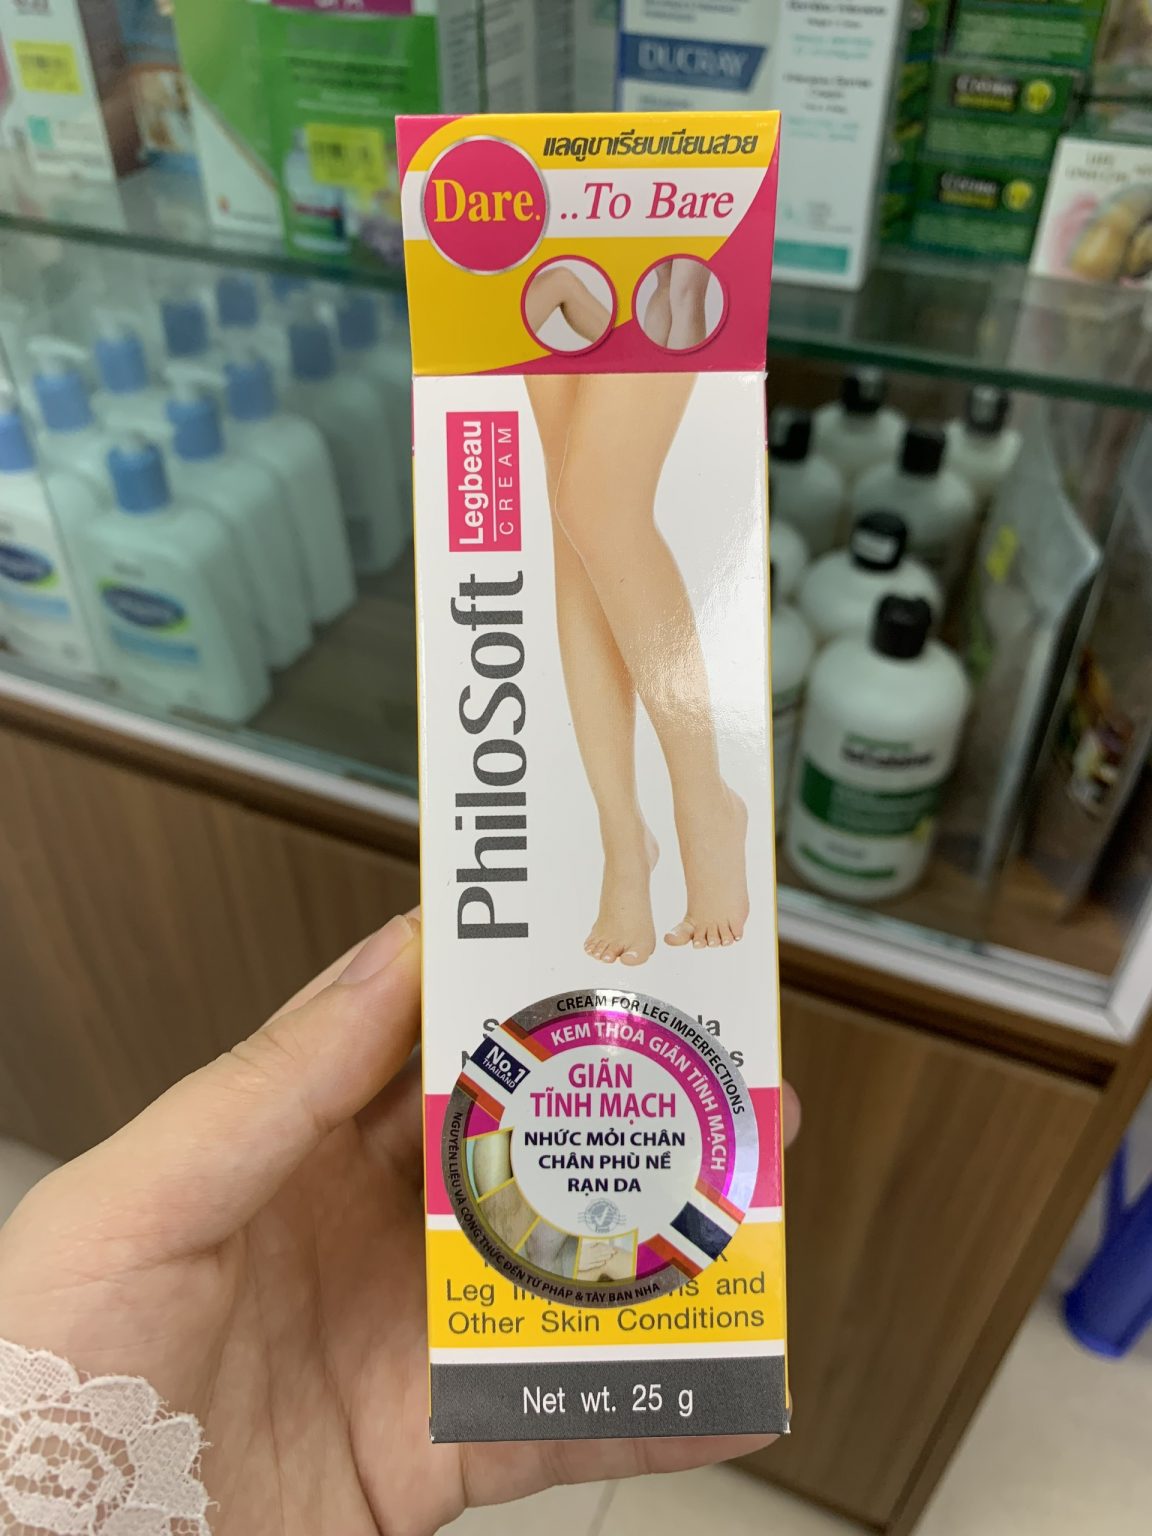 DUCRAY
แลดูขาเรียบเนียนสวย
Dare.
..To Bare
Legbeau
CREAM
PhiloSoft
CREAM FOR LEG IMPERFECTIONS
KEM THOA GIÃN TĨNH MẠCH
No.1
THAILAND
GIÃN
TĨNH MẠCH
NHỨC MỎI CHÂN
CHÂN PHÙ NỀ
RẠN DA
NGUYÊN LIỆU VÀ CÔNG THỨC ĐẾN TỪ PHÁP & TÂY BAN NHA
Leg and
Other Skin Conditions
Net wt. 25 g